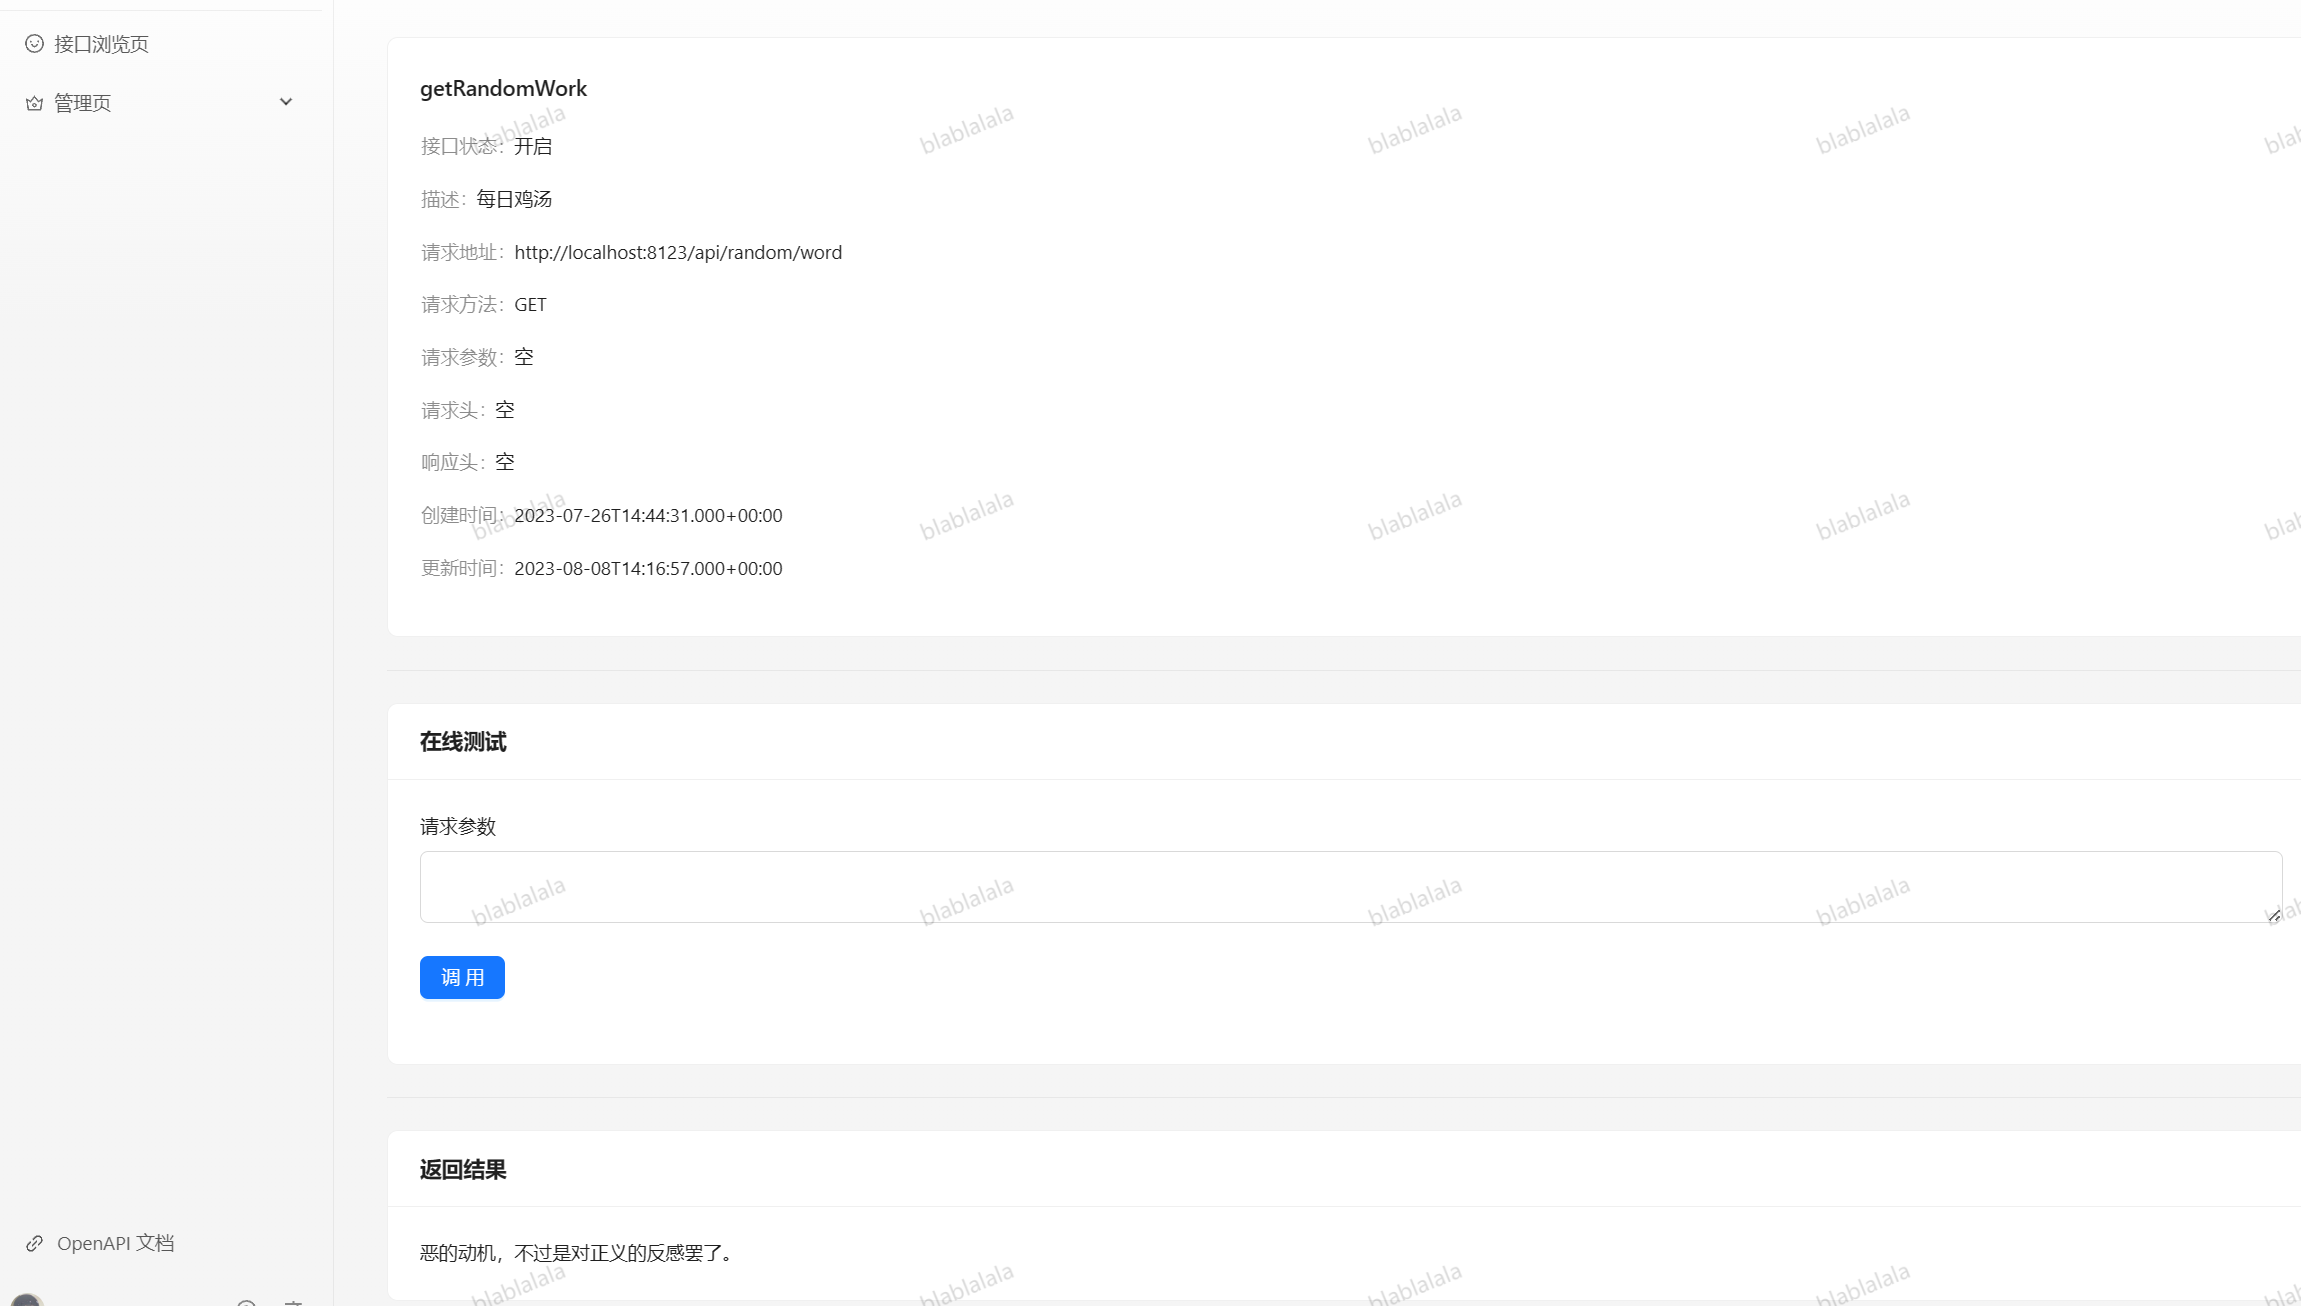 接口浏览页
管理页
getRandomWork
blablalala blablalala blablalala blablalala
接口状态：开启
描述：每日鸡汤
请求地址：http://localhost:8123/api/random/word
请求方法：GET
请求参数：空
请求头：空
响应头：空
blablalala blablalala blablalala blablalala
创建时间：2023-07-26T14:44:31.000+00:00
更新时间：2023-08-08T14:16:57.000+00:00
在线测试
请求参数
blablalala blablalala blablalala blablalala
调 用
返回结果
OpenAPI 文档
恶的动机，不过是对正义的反感罢了。
blablalala blablalala blablalala blablalala